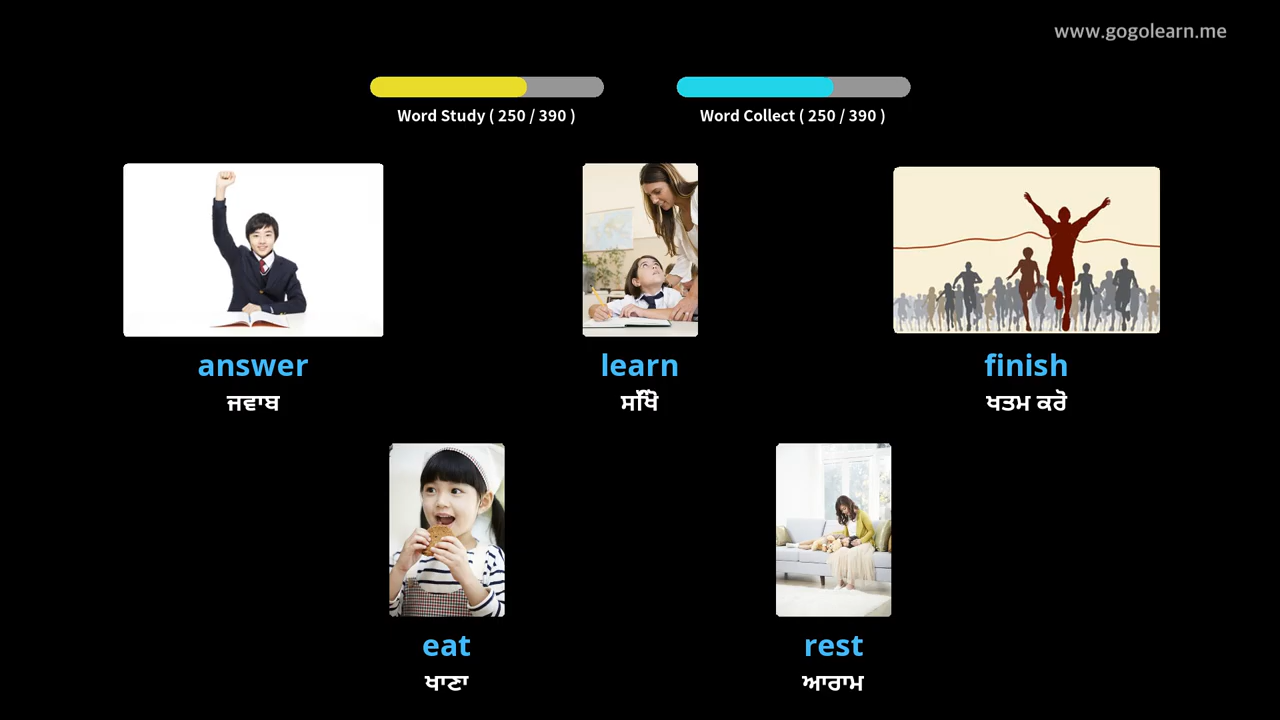 www.gogolearn.me
Word Study ( 250 / 390 )
Word Collect ( 250 / 390 )
answer
learn
finish
ਜਵਾਬ
ਸਿੱਖੋ
ਖਤਮ ਕਰੋ
eat
rest
ਖਾਣਾ
ਆਰਾਮ